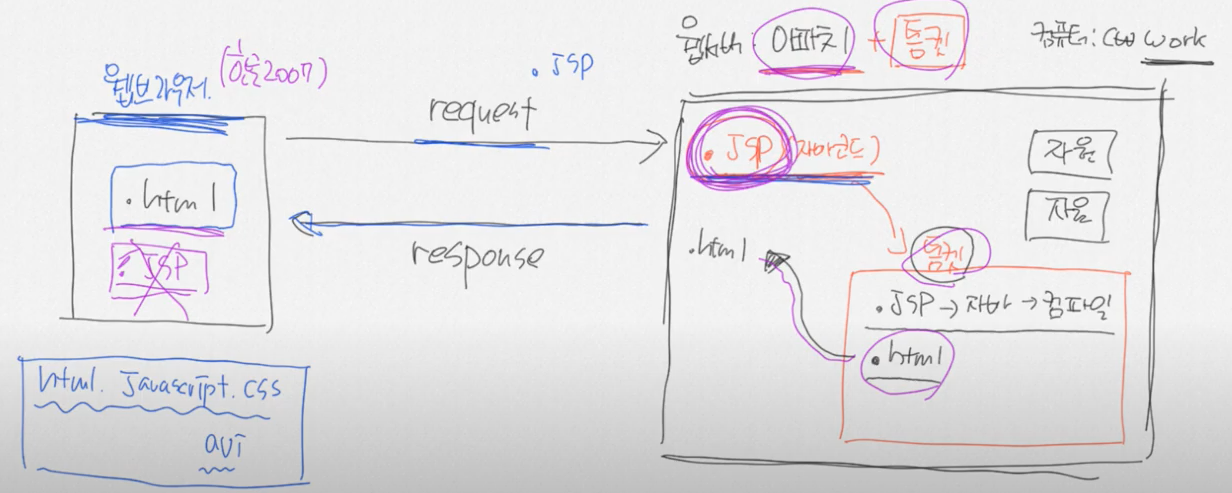 웹브라우저. (한글2007)
.html
.JSP
html. Javascript. css
avi
.JSP
request
response
웹서버 아파치 + 톰캣
컴퓨터: C:\ work
.JSP (자바코드)
자원
자원
.html
톰캣
.JSP → 자바 → 컴파일
.html